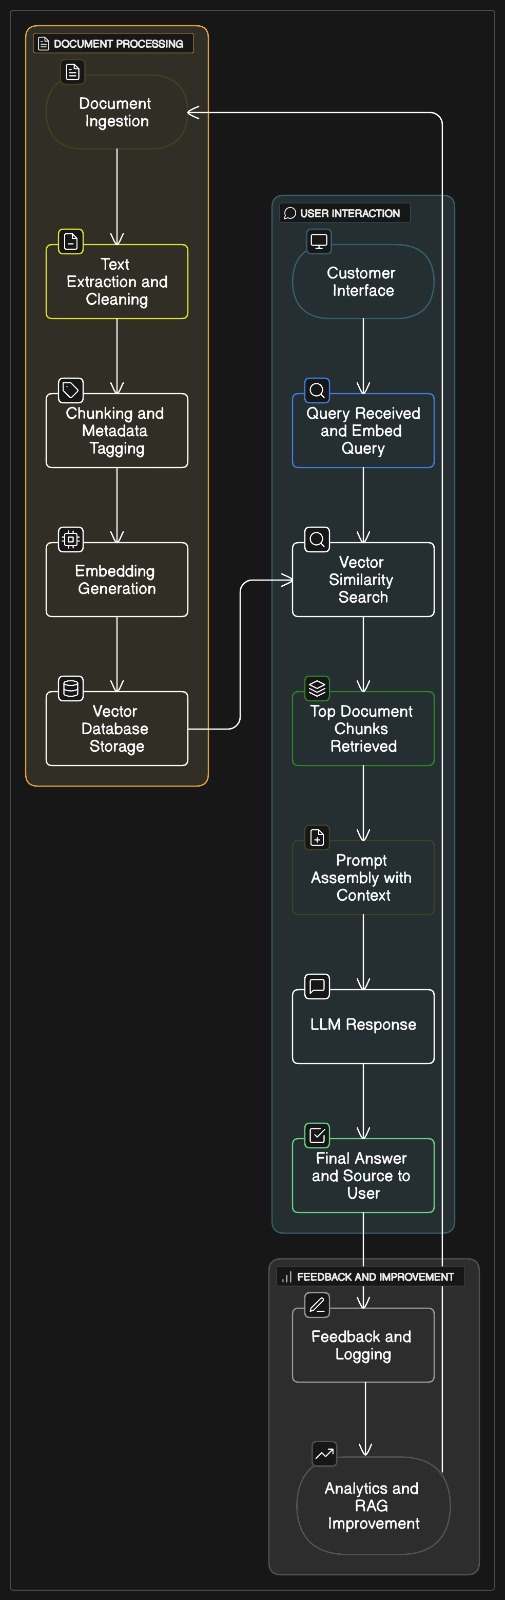 DOCUMENT PROCESSING
Document
Ingestion
Text
Extraction and
Cleaning
Chunking and
Metadata
Tagging
Embedding
Generation
Vector
Database
Storage
USER INTERACTION
Customer
Interface
Query Received
and Embed
Query
Vector
Similarity
Search
Top Document
Chunks
Retrieved
Prompt
Assembly with
Context
LLM Response
Final Answer
and Source to
User
FEEDBACK AND IMPROVEMENT
Feedback and
Logging
Analytics and
RAG
Improvement